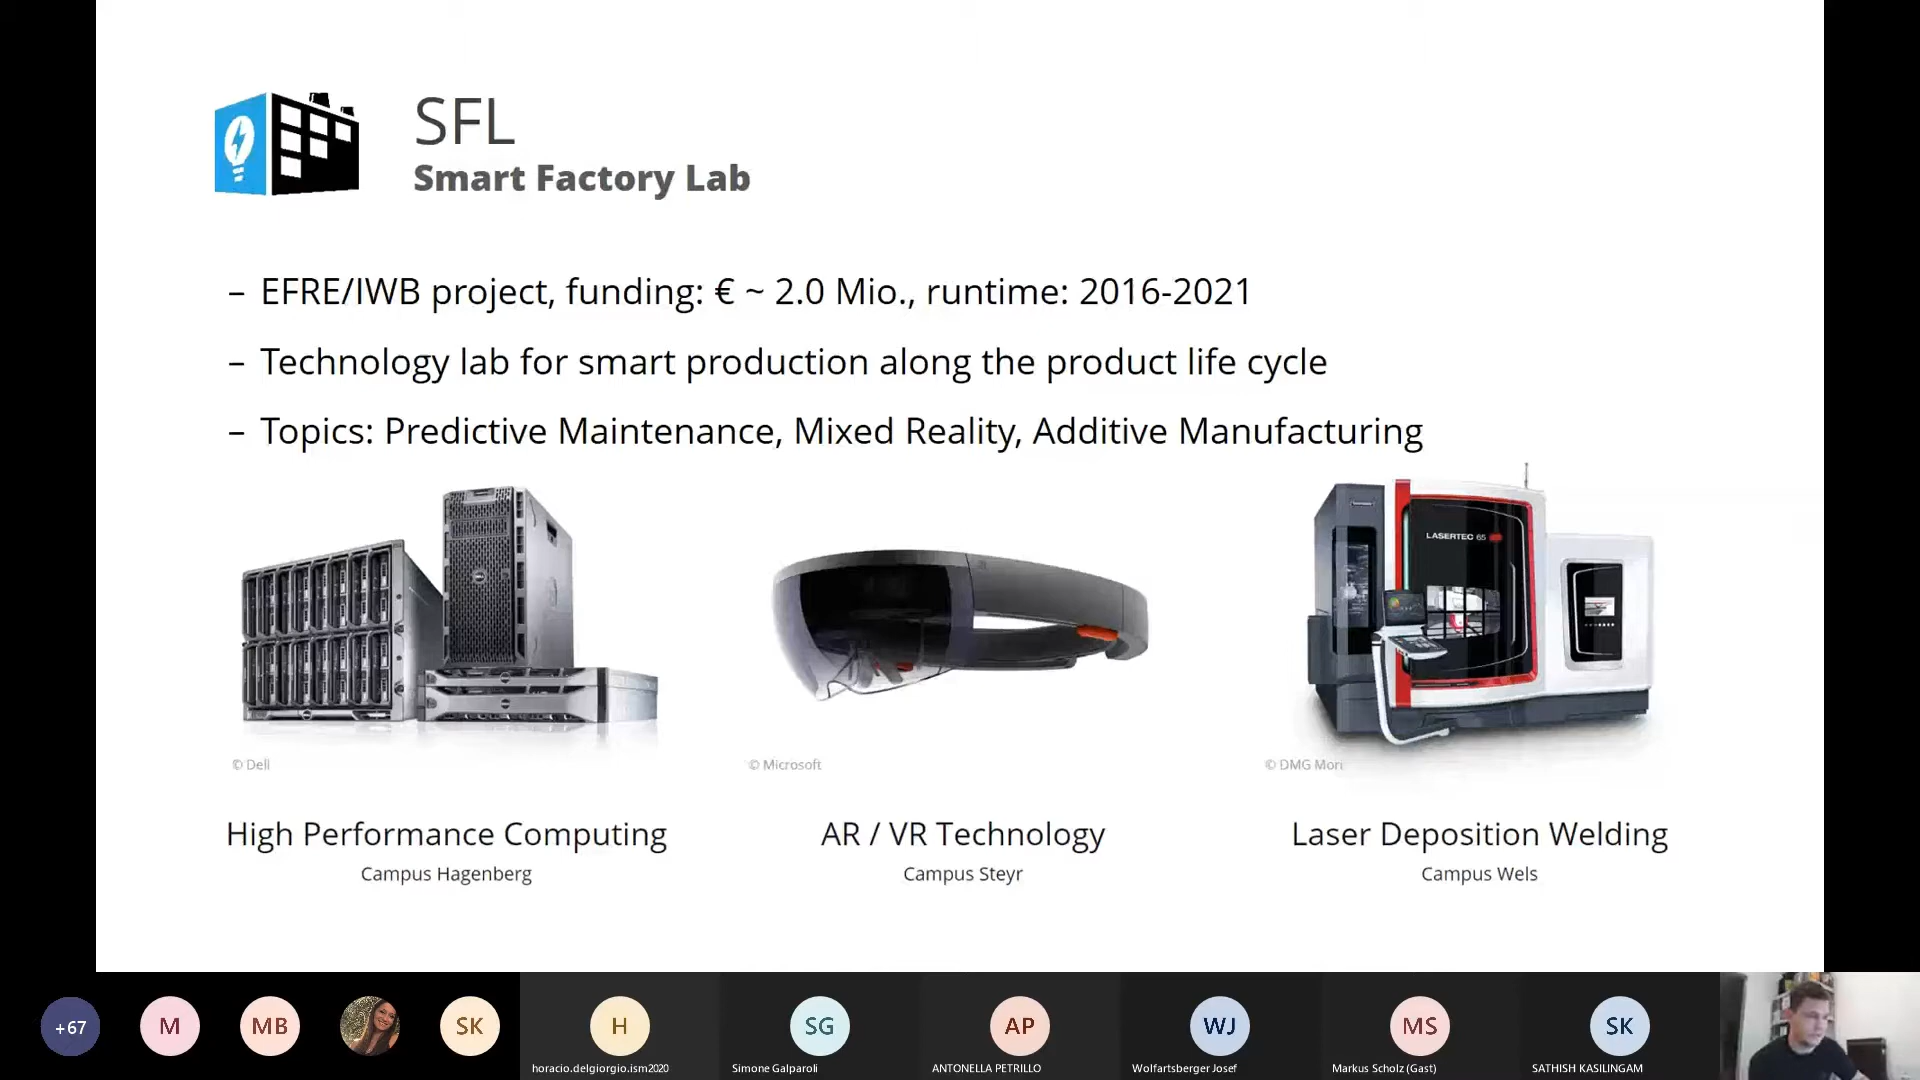 SFL
Smart Factory Lab
– EFRE/IWB project, funding: € ~ 2.0 Mio., runtime: 2016-2021
– Technology lab for smart production along the product life cycle
– Topics: Predictive Maintenance, Mixed Reality, Additive Manufacturing
LASERTEC 65
© Dell
© Microsoft
© DMG Mori
High Performance Computing
AR / VR Technology
Laser Deposition Welding
Campus Hagenberg
Campus Steyr
Campus Wels
+67
M
MB
SK
H
SG
AP
WJ
MS
SK
horacio.delgiorgio.ism2020
Simone Galparoli
ANTONELLA PETRILLO
Wolfartsberger Josef
Markus Scholz (Gast)
SATHISH KASILINGAM